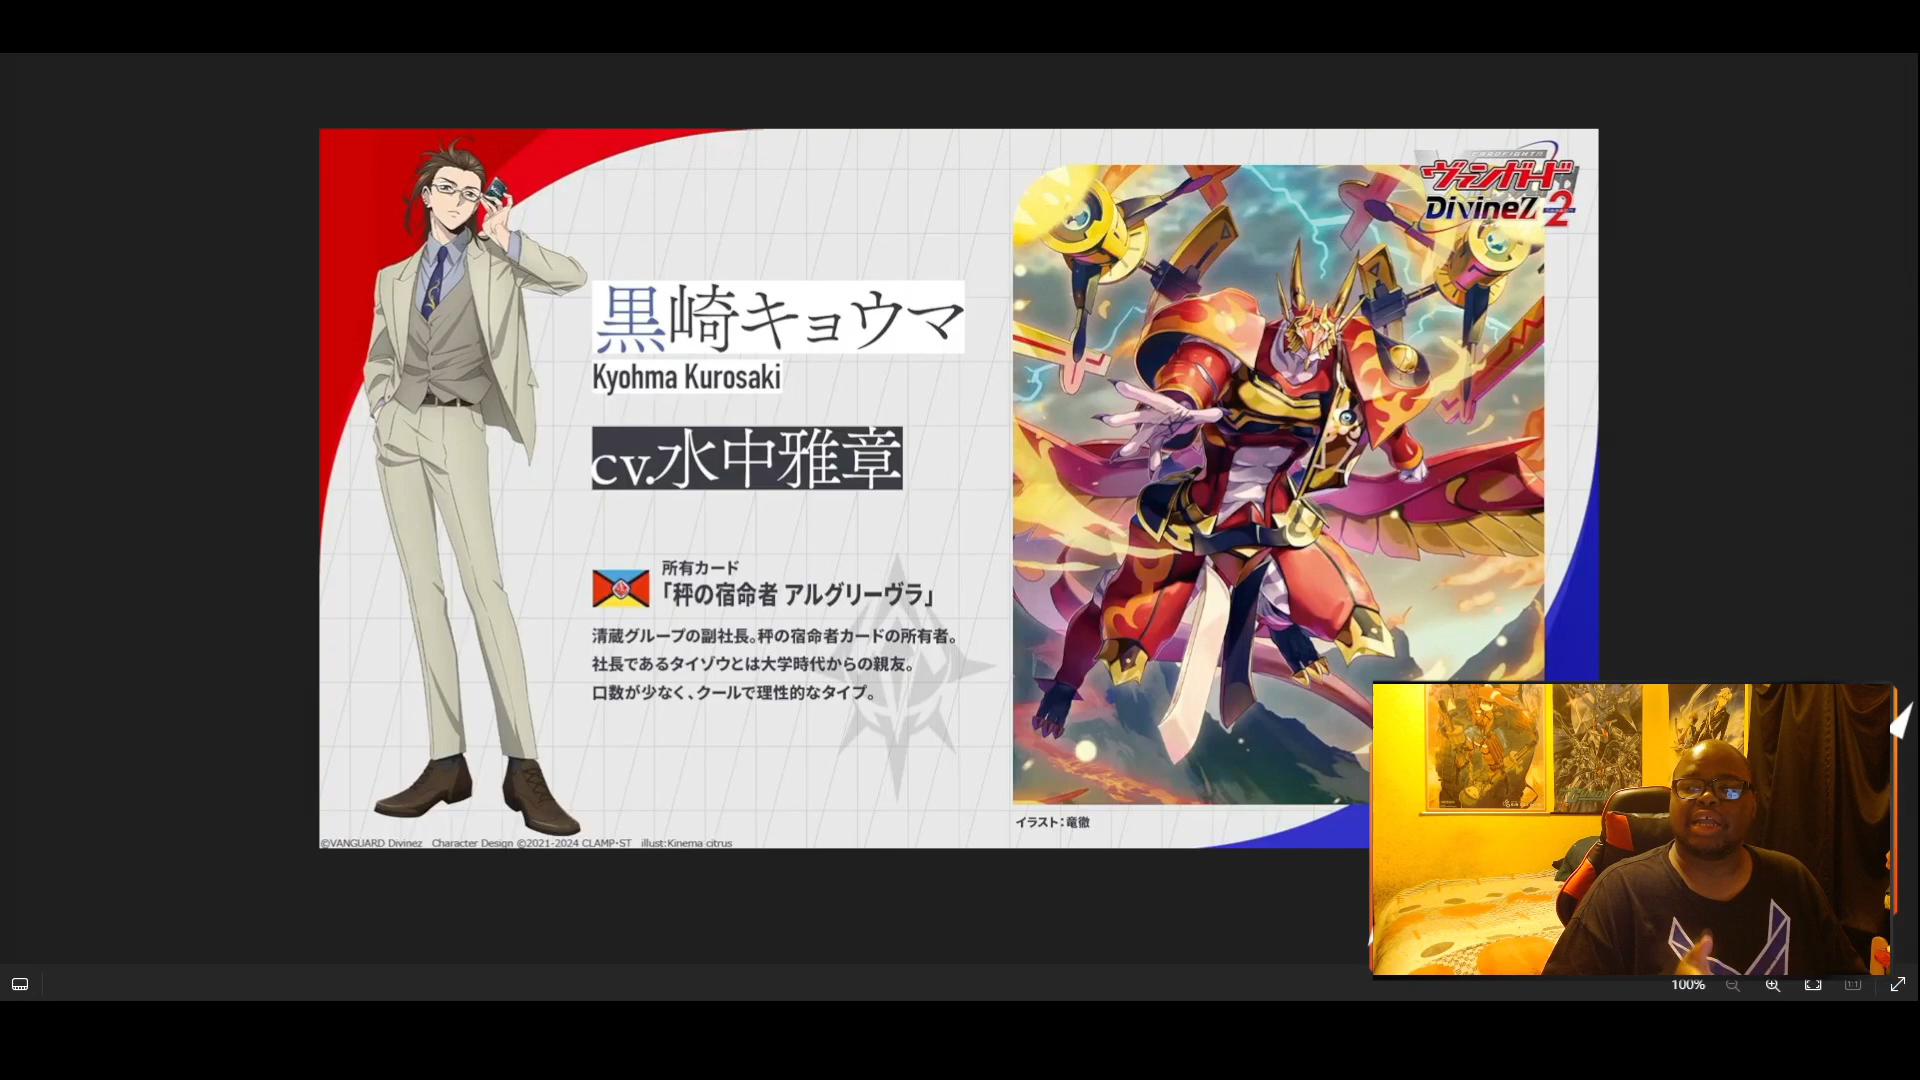 CARDFIGHT!!
ヴァンガード
DivineZ 2
黒崎キョウマ
Kyohma Kurosaki
cv.水中雅章
所有カード
「秤の宿命者 アルグリーヴラ」
清蔵グループの副社長。秤の宿命者カードの所有者。
社長であるタイゾウとは大学時代からの親友。
口数が少なく、クールで理性的なタイプ。
イラスト:竜徹
©VANGUARD Divinez Character Design ©2021-2024 CLAMP・ST illust:Kinema citrus
100%
1:1